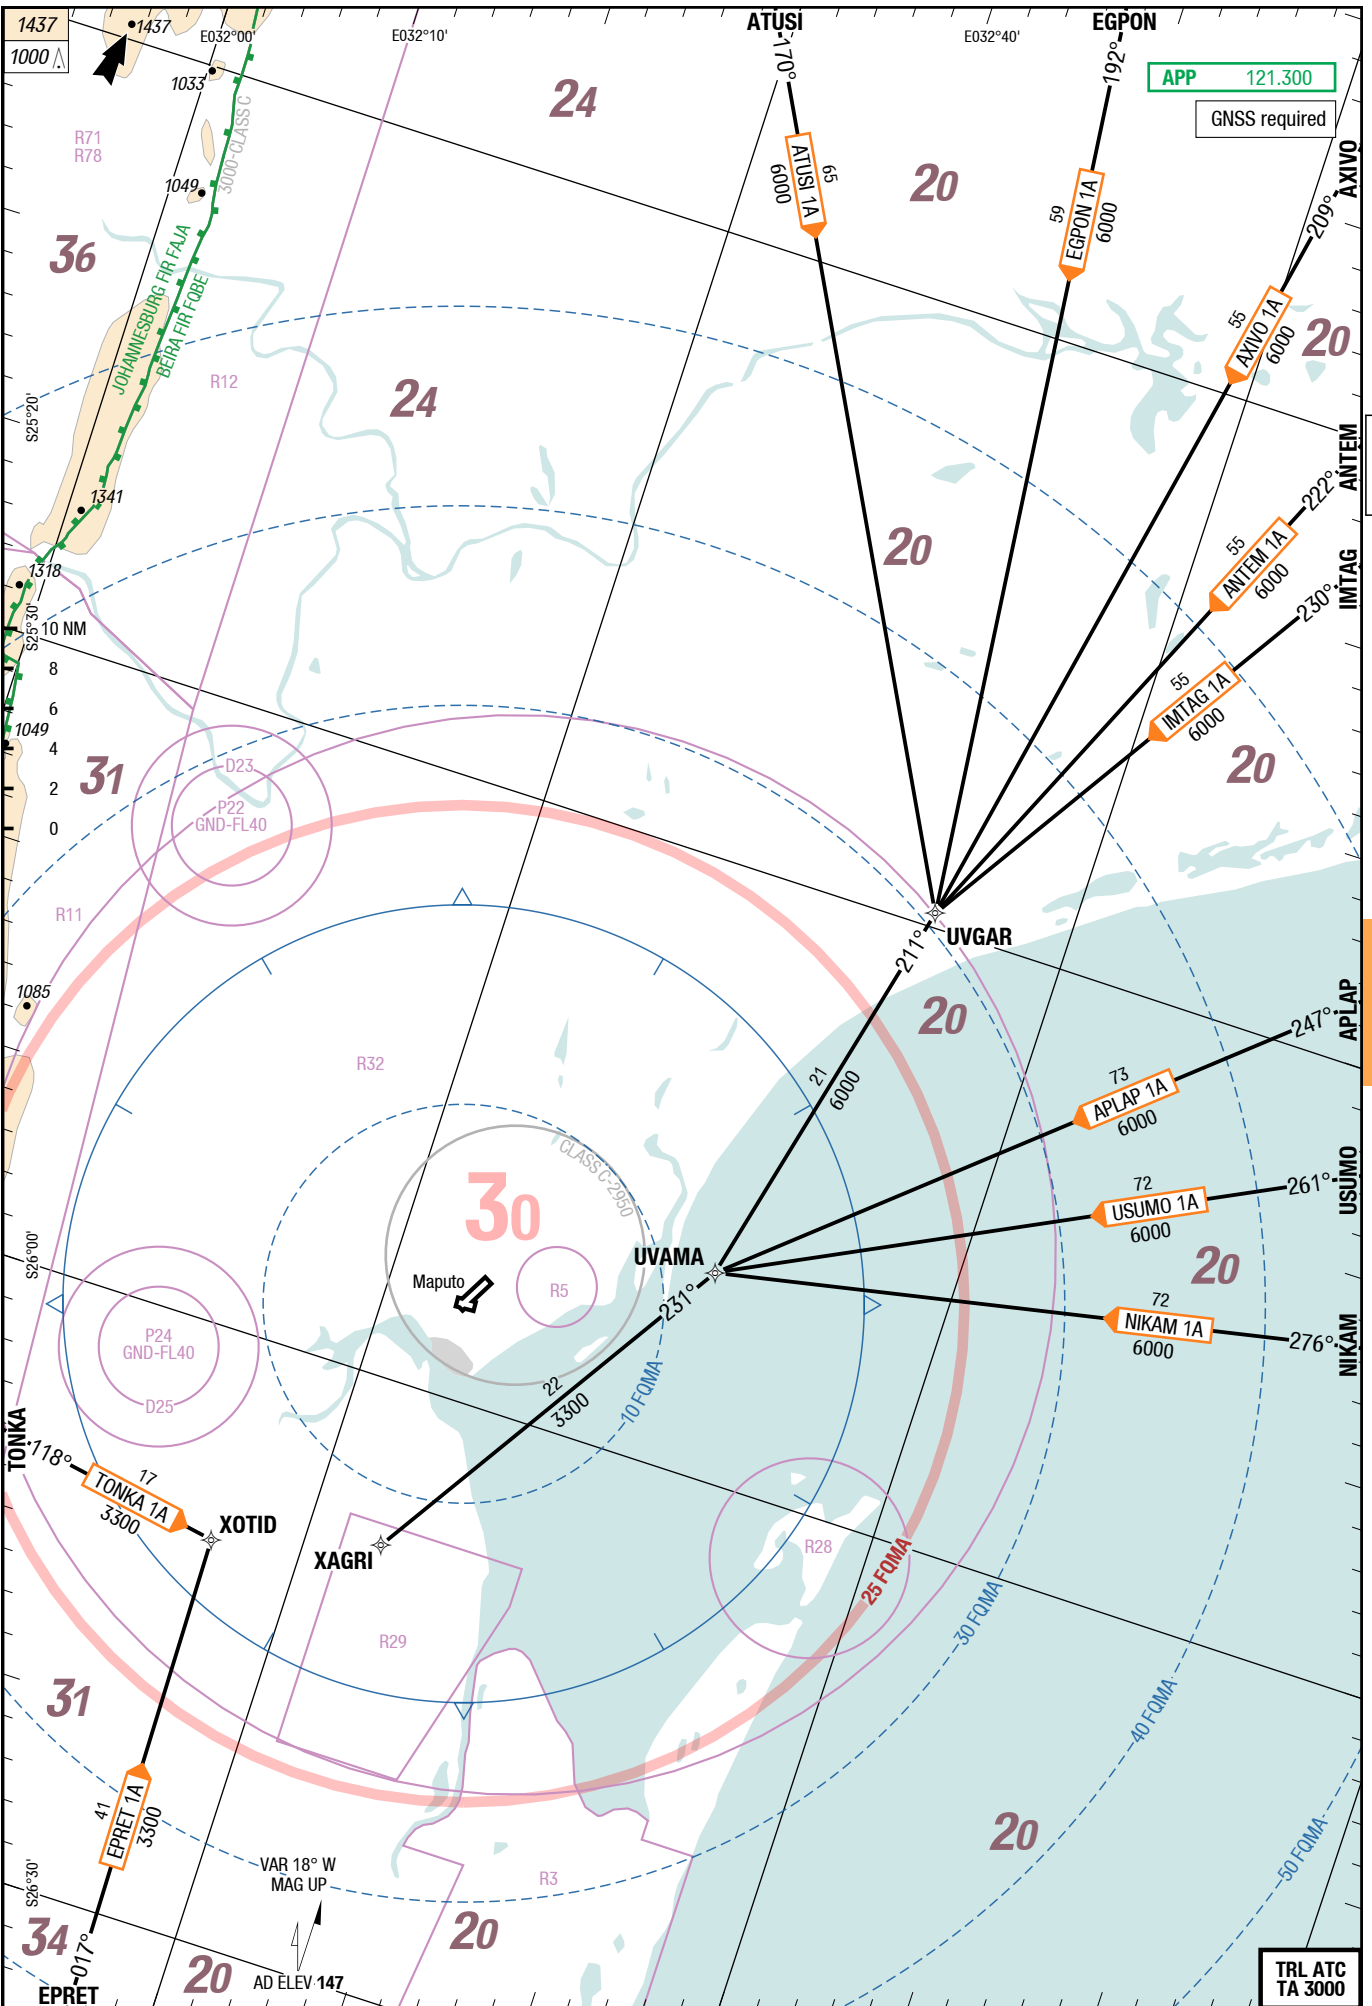 1437
1000
1437
E032°00'
E032°10'
ATUSI
E032°40'
EGPON
170°
192°
APP 121.300
GNSS required
1033
3000-CLASS C
24
R71
R78
1049
65
ATUSI 1A
6000
20
59
EGPON 1A
6000
AXIVO
209°
36
JOHANNESBURG FIR FAJA
BEIRA FIR FQBE
55
AXIVO 1A
6000
20
R12
24
S25°20'
ANTEM
222°
1341
20
55
ANTEM 1A
6000
IMTAG
230°
1318
S25°30'
10 NM
8
6
4
2
0
1049
55
IMTAG 1A
6000
31
D23
P22
GND-FL40
20
R11
211°
UVGAR
1085
20
APLAP
247°
R32
21
6000
73
APLAP 1A
6000
CLASS C-2950
30
USUMO
261°
72
USUMO 1A
6000
S26°00'
UVAMA
Maputo
R5
231°
20
72
NIKAM 1A
6000
276°
NIKAM
P24
GND-FL40
D25
10 FQMA
22
3300
TONKA
118°
17
TONKA 1A
3300
XOTID
XAGRI
R28
25 FQMA
30 FQMA
R29
31
40 FQMA
41
EPRET 1A
3300
20
50 FQMA
S26°30'
VAR 18° W
MAG UP
R3
34
017°
20
20
AD ELEV 147
EPRET
TRL ATC
TA 3000